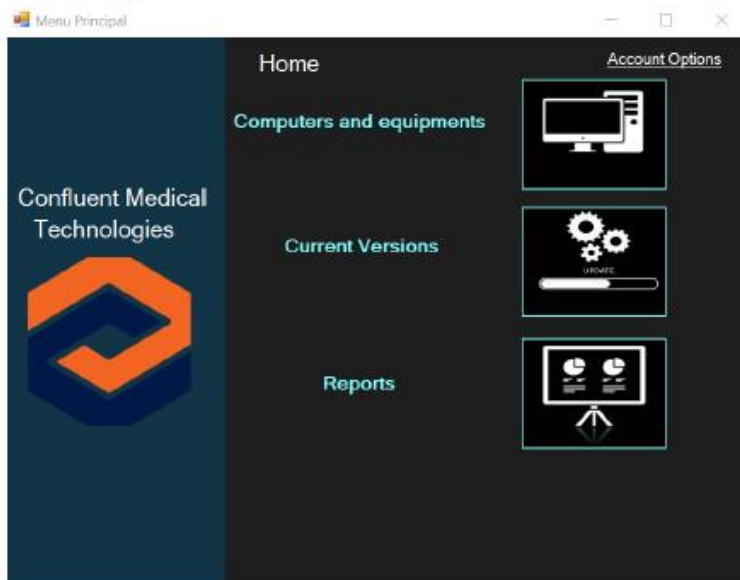 Menu Principal
Home
Account Options
Computers and equipments
Confluent Medical
Technologies
Current Versions
UPDATE
Reports